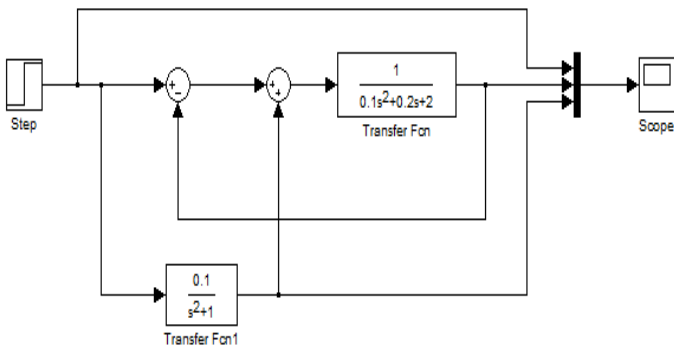 Step
+
−
+
+
1
0.1s²+0.2s+2
Transfer Fcn
Scope
0.1
s²+1
Transfer Fcn1